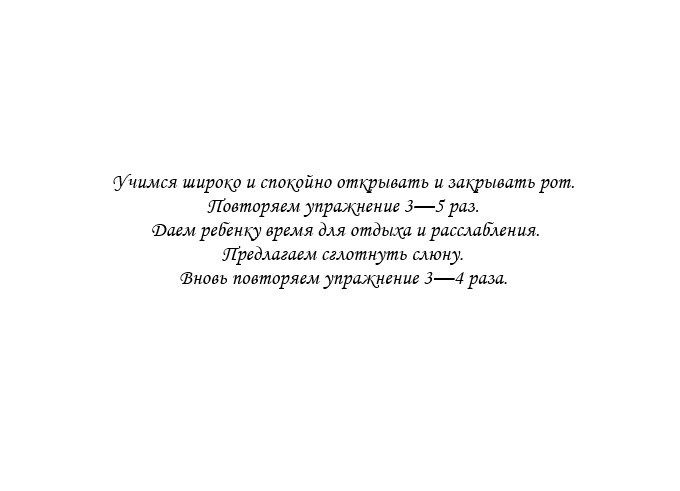 Учимся широко и спокойно открывать и закрывать рот.
Повторяем упражнение 3—5 раз.
Даем ребенку время для отдыха и расслабления.
Предлагаем сглотнуть слюну.
Вновь повторяем упражнение 3—4 раза.